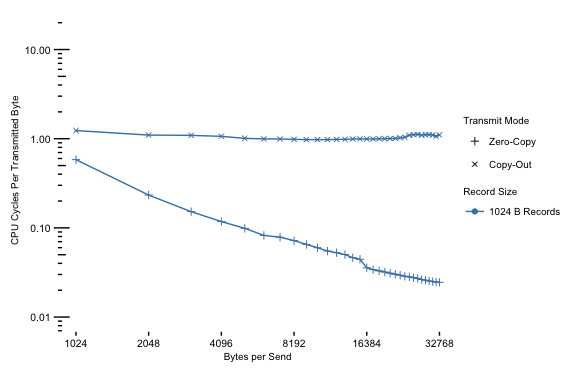 10.00
1.00
0.10
0.01
CPU Cycles Per Transmitted Byte
1024 2048 4096 8192 16384 32768
Bytes per Send
Transmit Mode
Zero-Copy
Copy-Out
Record Size
1024 B Records